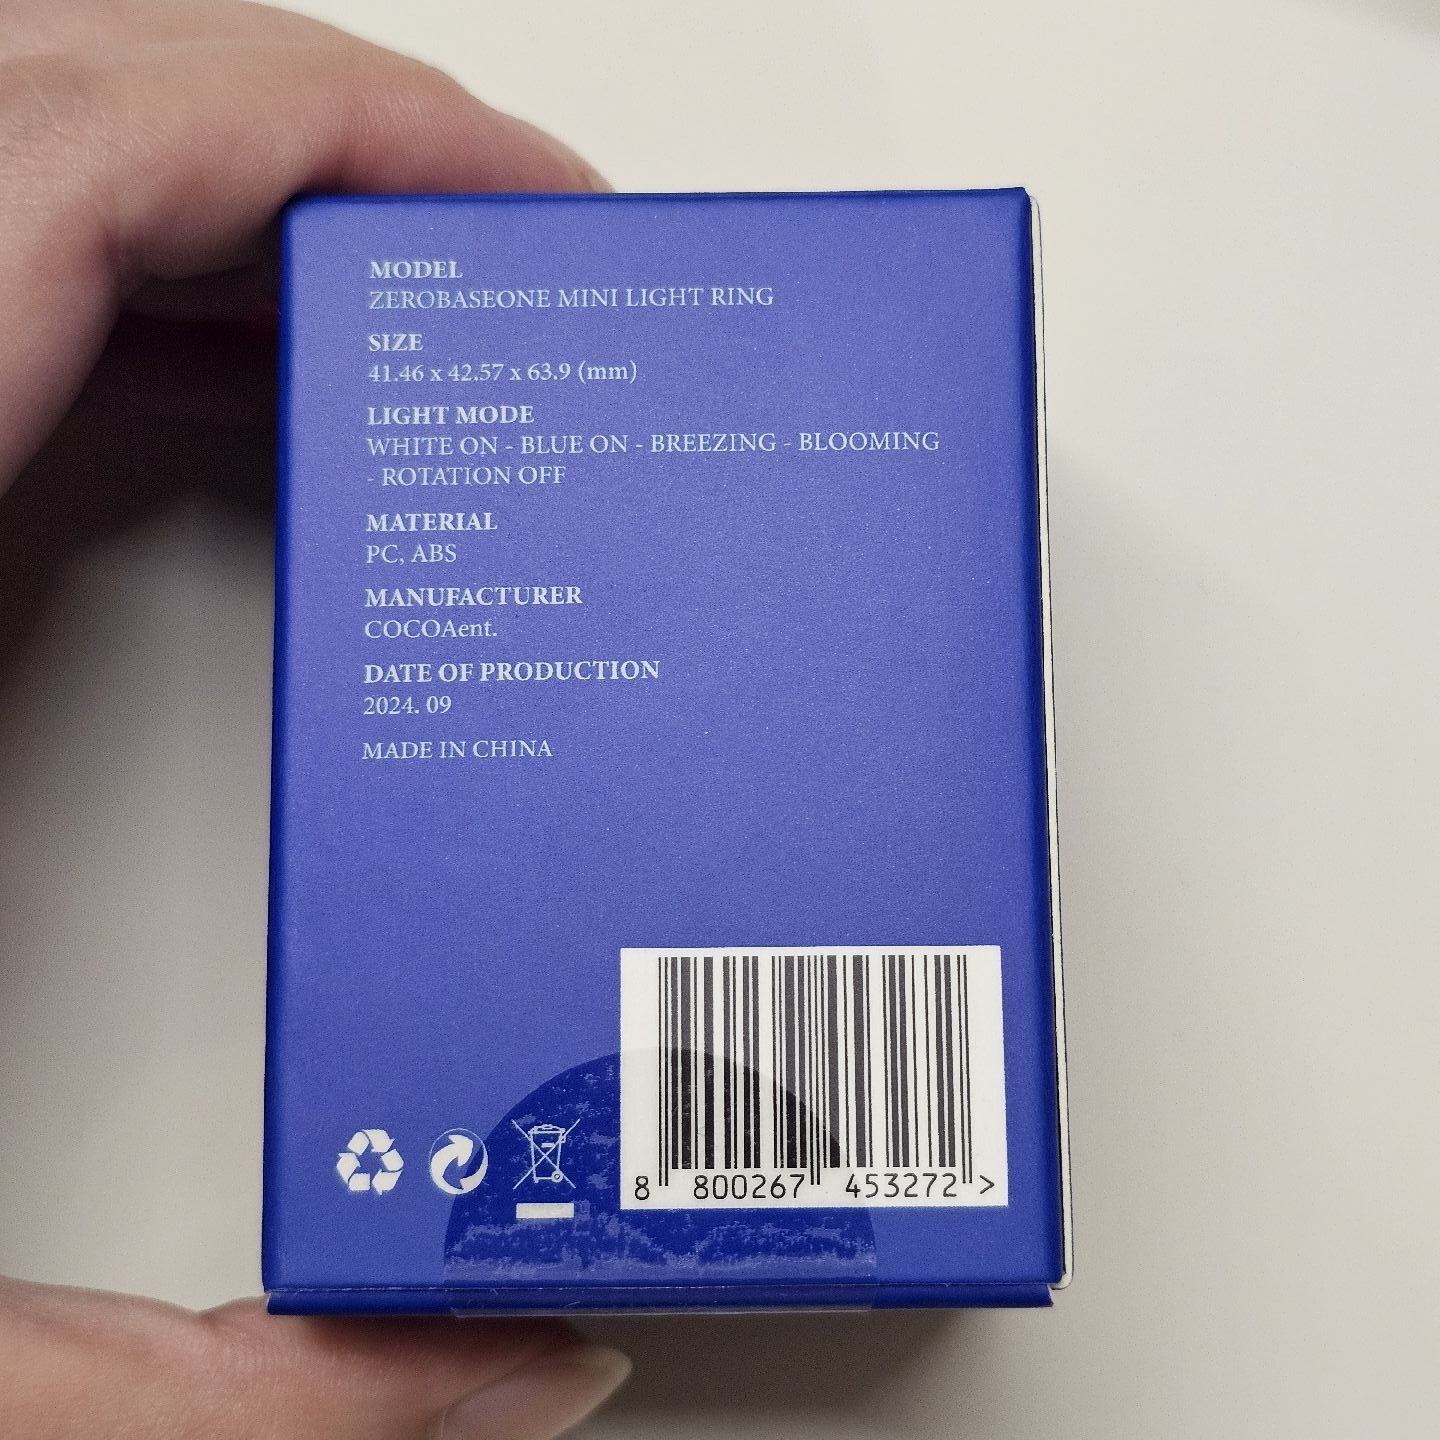 MODEL
ZEROBASEONE MINI LIGHT RING
SIZE
41.46 x 42.57 x 63.9 (mm)
LIGHT MODE
WHITE ON - BLUE ON - BREEZING - BLOOMING
- ROTATION OFF
MATERIAL
PC, ABS
MANUFACTURER
COCOAent.
DATE OF PRODUCTION
2024. 09
MADE IN CHINA
8 800267 453272 >